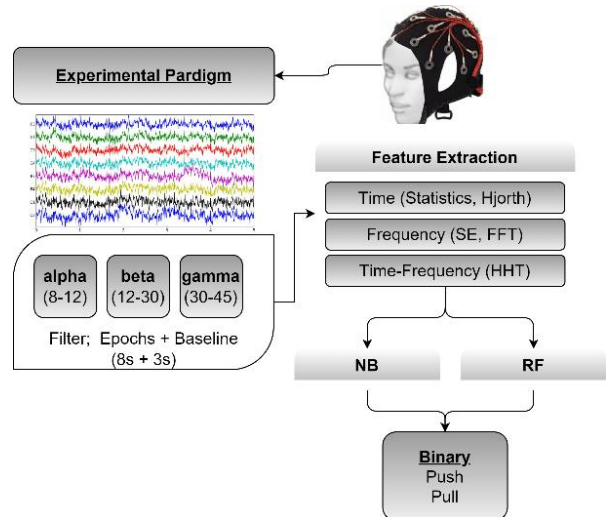 Experimental Pardigm
Feature Extraction
Time (Statistics, Hjorth)
Frequency (SE, FFT)
Time-Frequency (HHT)
alpha
(8-12)
beta
(12-30)
gamma
(30-45)
Filter; Epochs + Baseline
(8s + 3s)
NB
RF
Binary
Push
Pull